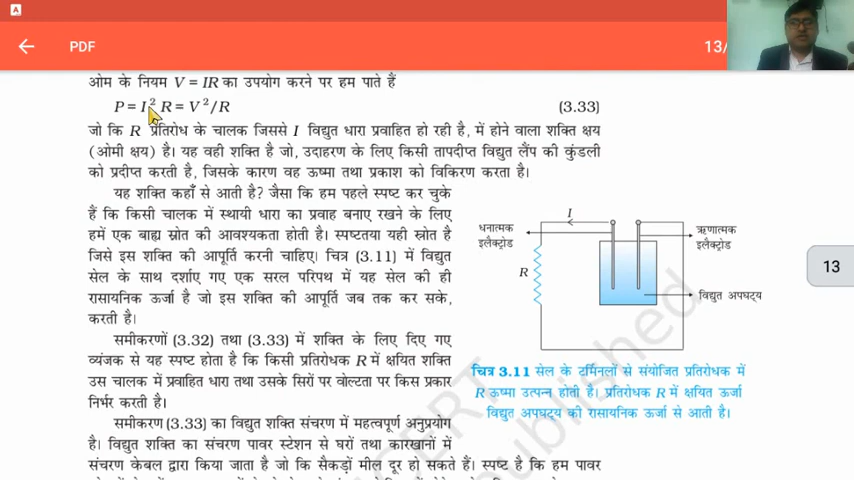 A
PDF
13/
ओम के नियम V = IR का उपयोग करने पर हम पाते हैं
P = I² R = V²/R (3.33)
जो कि R प्रतिरोध के चालक जिससे I विद्युत धारा प्रवाहित हो रही है, में होने वाला शक्ति क्षय
(ओमी क्षय) है। यह वही शक्ति है जो, उदाहरण के लिए किसी तापदीप्त विद्युत लैंप की कुंडली
को प्रदीप्त करती है, जिसके कारण वह ऊष्मा तथा प्रकाश को विकिरण करता है।
यह शक्ति कहाँ से आती है? जैसा कि हम पहले स्पष्ट कर चुके
हैं कि किसी चालक में स्थायी धारा का प्रवाह बनाए रखने के लिए
हमें एक बाह्य स्रोत की आवश्यकता होती है। स्पष्टतया यही स्रोत है
जिसे इस शक्ति की आपूर्ति करनी चाहिए। चित्र (3.11) में विद्युत
सेल के साथ दर्शाए गए एक सरल परिपथ में यह सेल की ही
रासायनिक ऊर्जा है जो इस शक्ति की आपूर्ति जब तक कर सके,
करती है।
समीकरणों (3.32) तथा (3.33) में शक्ति के लिए दिए गए
व्यंजक से यह स्पष्ट होता है कि किसी प्रतिरोधक R में क्षयित शक्ति
उस चालक में प्रवाहित धारा तथा उसके सिरों पर वोल्टता पर किस प्रकार
निर्भर करती है।
समीकरण (3.33) का विद्युत शक्ति संचरण में महत्वपूर्ण अनुप्रयोग
है। विद्युत शक्ति का संचरण पावर स्टेशन से घरों तथा कारखानों में
संचरण केबल द्वारा किया जाता है जो कि सैकड़ों मील दूर हो सकते हैं। स्पष्ट है कि हम पावर
I
धनात्मक
इलैक्ट्रोड
ऋणात्मक
इलैक्ट्रोड
R
विद्युत अपघट्य
चित्र 3.11 सेल के टर्मिनलों से संयोजित प्रतिरोधक में
R ऊष्मा उत्पन्न होती है। प्रतिरोधक R में क्षयित ऊर्जा
विद्युत अपघट्य की रासायनिक ऊर्जा से आती है।
13
NCERT
published